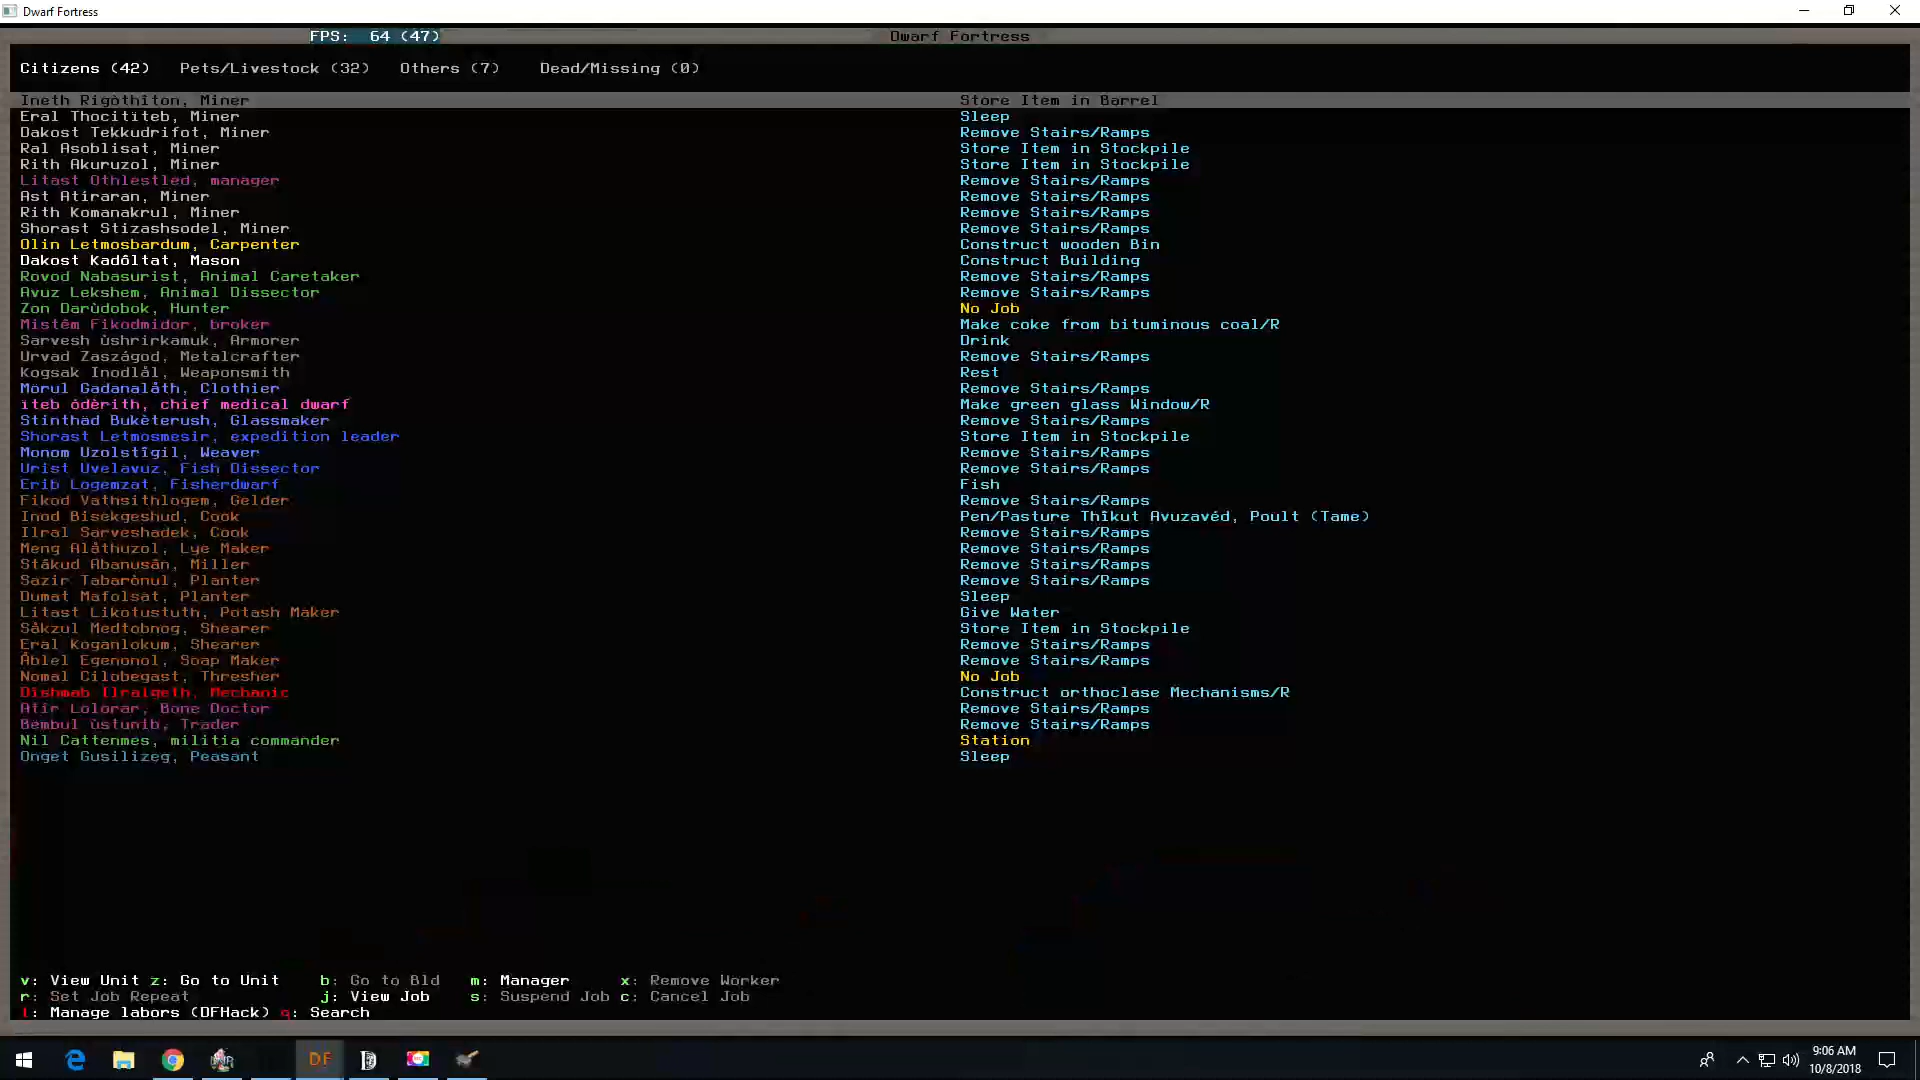 Dwarf Fortress
FPS: 64 (47) Dwarf Fortress
Citizens (42) Pets/Livestock (32) Others (7) Dead/Missing (0)
Ineth Rigòthîton, Miner Store Item in Barrel
Eral Thocitïteb, Miner Sleep
Dakost Tekkudrifot, Miner Remove Stairs/Ramps
Ral Asoblisat, Miner Store Item in Stockpile
Rith Akuruzol, Miner Store Item in Stockpile
Litast Othlestled, manager Remove Stairs/Ramps
Ast Atíraran, Miner Remove Stairs/Ramps
Rith Komanakrul, Miner Remove Stairs/Ramps
Shorast Stizashsodel, Miner Remove Stairs/Ramps
Olin Letmosbardum, Carpenter Construct wooden Bin
Dakost Kadôltat, Mason Construct Building
Rovod Nabasurist, Animal Caretaker Remove Stairs/Ramps
Avuz Lekshem, Animal Dissector Remove Stairs/Ramps
Zon Darùdobok, Hunter No Job
Mistêm Fikodmidor, broker Make coke from bituminous coal/R
Sarvesh ùshrirkamuk, Armorer Drink
Urvad Zaszágod, Metalcrafter Remove Stairs/Ramps
Kogsak Inodlål, Weaponsmith Rest
Mörul Gadanalåth, Clothier Remove Stairs/Ramps
ìteb ódèrith, chief medical dwarf Make green glass Window/R
Stinthäd Bukèterush, Glassmaker Remove Stairs/Ramps
Shorast Letmosmesir, expedition leader Store Item in Stockpile
Monom Uzolstîgil, Weaver Remove Stairs/Ramps
Urist Uvelavuz, Fish Dissector Remove Stairs/Ramps
Erib Logemzat, Fisherdwarf Fish
Fikod Vathsithlogem, Gelder Remove Stairs/Ramps
Inod Bisekgeshud, Cook Pen/Pasture Thîkut Avuzavéd, Poult (Tame)
Ilral Sarveshadek, Cook Remove Stairs/Ramps
Meng Alåthuzol, Lye Maker Remove Stairs/Ramps
Ståkud Abanusân, Miller Remove Stairs/Ramps
Sazir Tabarònul, Planter Remove Stairs/Ramps
Dumat Mafolsat, Planter Sleep
Litast Likotustuth, Potash Maker Give Water
Såkzul Medtobnog, Shearer Store Item in Stockpile
Eral Koganlokum, Shearer Remove Stairs/Ramps
Åblel Egenonol, Soap Maker Remove Stairs/Ramps
Nomal Cilobegast, Thresher No Job
Dishmab Ilralgeth, Mechanic Construct orthoclase Mechanisms/R
Atír Lolorar, Bone Doctor Remove Stairs/Ramps
Bembul ùstunib, Trader Remove Stairs/Ramps
Nil Cattenmes, militia commander Station
Onget Gusilizeg, Peasant Sleep
v: View Unit z: Go to Unit b: Go to Bld m: Manager x: Remove Worker
r: Set Job Repeat j: View Job s: Suspend Job c: Cancel Job
l: Manage labors (DFHack) q: Search
DF
9:06 AM
10/8/2018